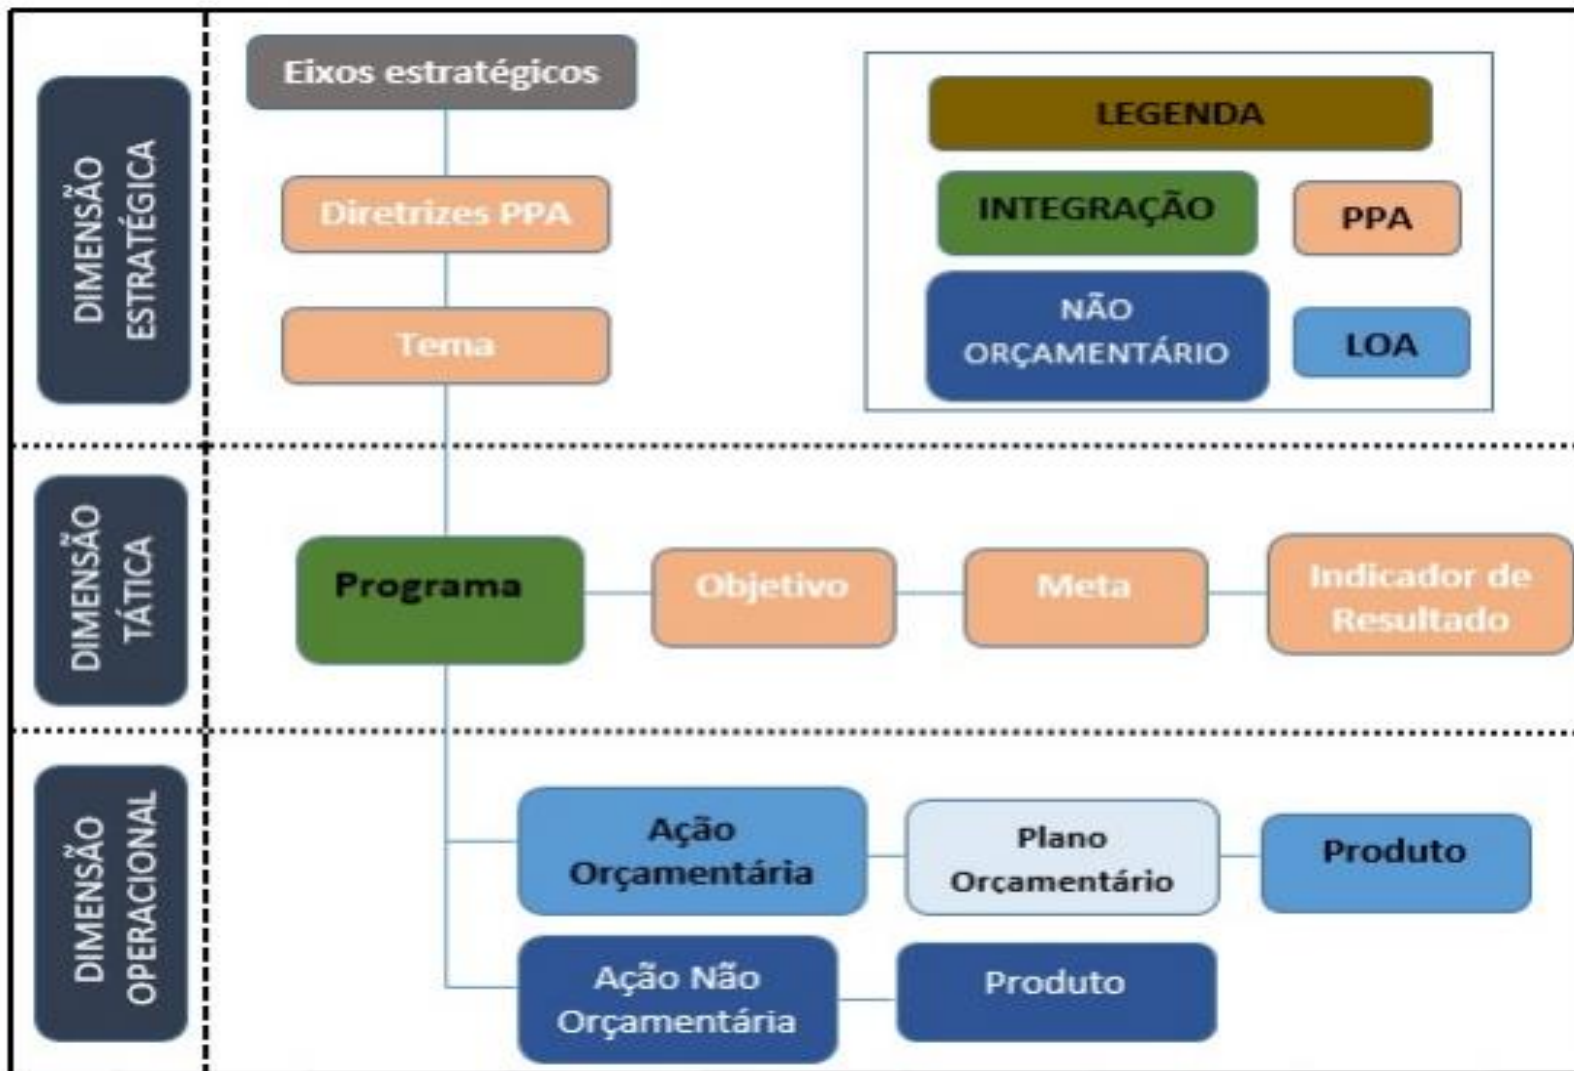 DIMENSÃO
ESTRATÉGICA
Eixos estratégicos
Diretrizes PPA
Tema
LEGENDA
INTEGRAÇÃO
PPA
NÃO
ORÇAMENTÁRIO
LOA
DIMENSÃO
TÁTICA
Programa
Objetivo
Meta
Indicador de
Resultado
DIMENSÃO
OPERACIONAL
Ação
Orçamentária
Plano
Orçamentário
Produto
Ação Não
Orçamentária
Produto